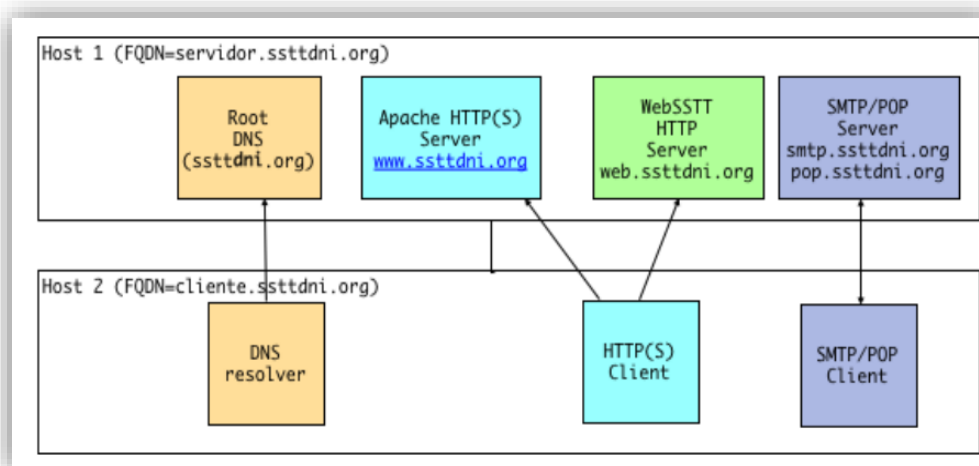 Host 1 (FQDN=servidor.ssttdni.org)
Root
DNS
(ssttdni.org)
Apache HTTP(S)
Server
www.ssttdni.org
WebSSTT
HTTP
Server
web.ssttdni.org
SMTP/POP
Server
smtp.ssttdni.org
pop.ssttdni.org
Host 2 (FQDN=cliente.ssttdni.org)
DNS
resolver
HTTP(S)
Client
SMTP/POP
Client